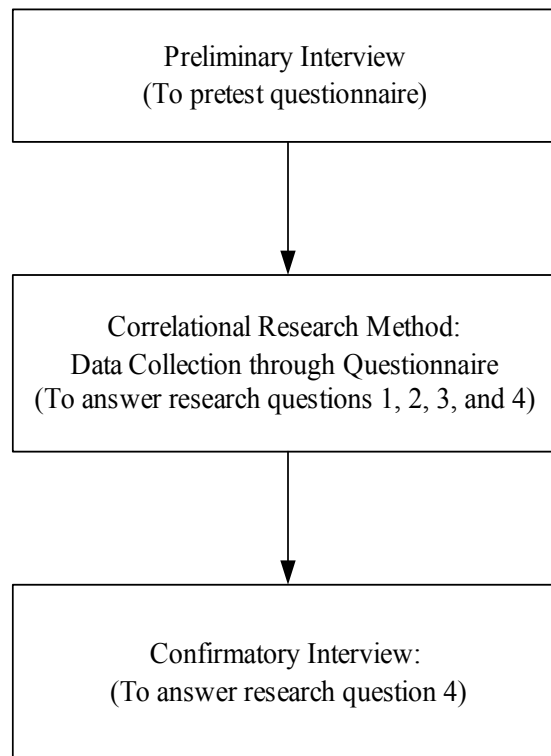 Preliminary Interview
(To pretest questionnaire)
Correlational Research Method:
Data Collection through Questionnaire
(To answer research questions 1, 2, 3, and 4)
Confirmatory Interview:
(To answer research question 4)